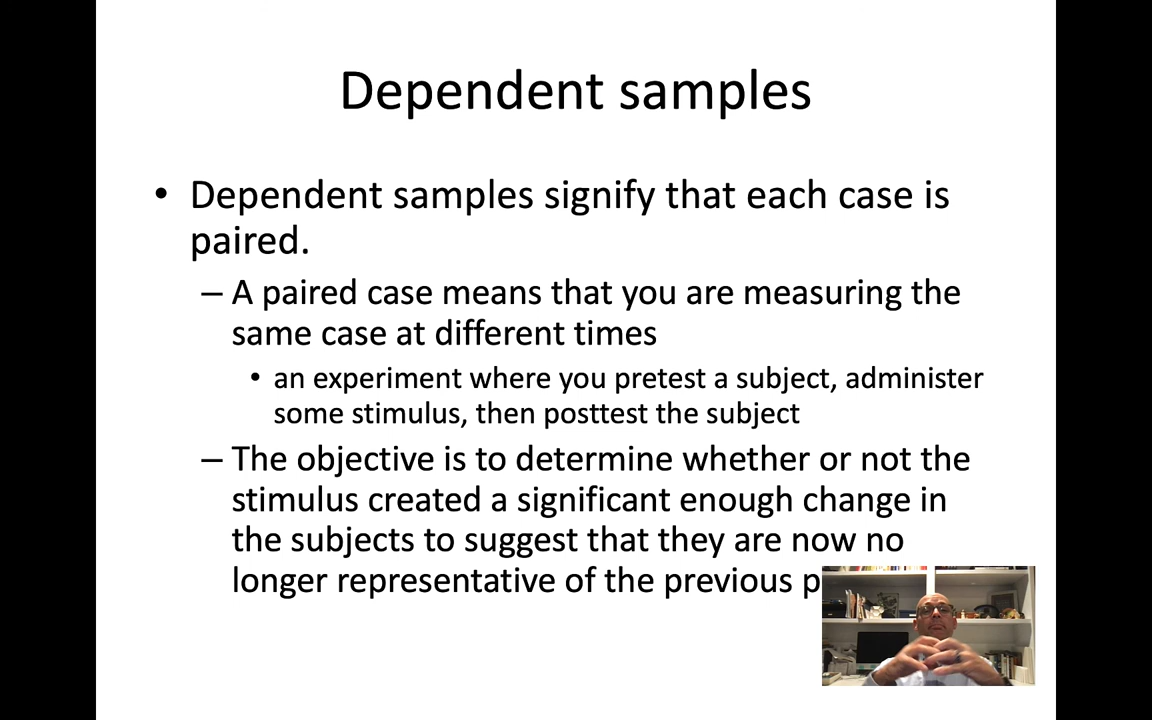 Dependent samples
• Dependent samples signify that each case is
paired.
– A paired case means that you are measuring the
same case at different times
• an experiment where you pretest a subject, administer
some stimulus, then posttest the subject
– The objective is to determine whether or not the
stimulus created a significant enough change in
the subjects to suggest that they are now no
longer representative of the previous